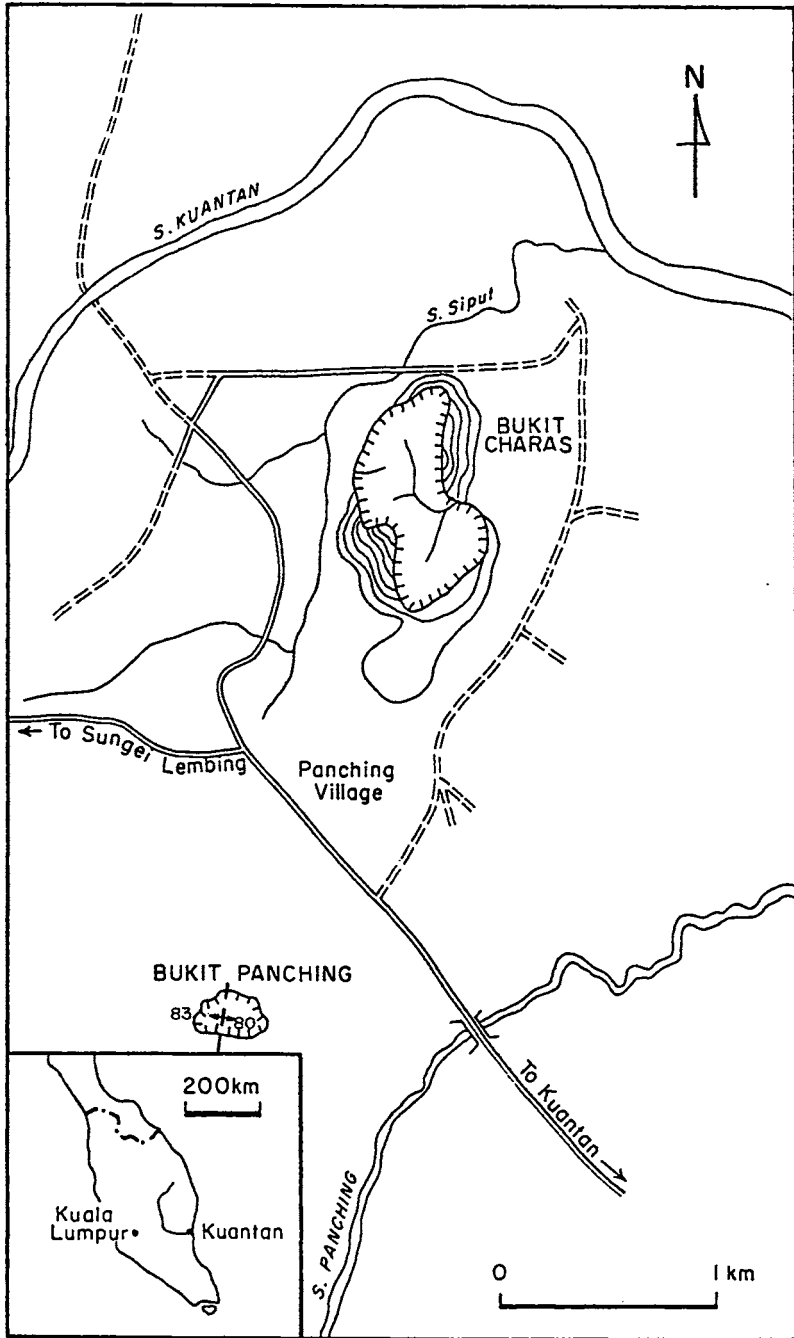 N
S. KUANTAN
S. Siput
BUKIT
CHARAS
← To Sungei Lembing
Panching
Village
BUKIT PANCHING
83
80
To Kuantan →
S. PANCHING
200km
Kuala
Lumpur
Kuantan
0 1 km